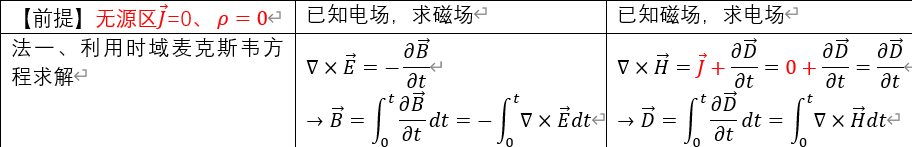 【前提】无源区J⃗=0、ρ=0
已知电场，求磁场
已知磁场，求电场
法一、利用时域麦克斯韦方
程求解
∇ × E⃗ = −∂B⃗/∂t
→ B⃗ = ∫₀ᵗ ∂B⃗/∂t dt = −∫₀ᵗ ∇ × E⃗dt
∇ × H⃗ = J⃗ + ∂D⃗/∂t = 0 + ∂D⃗/∂t = ∂D⃗/∂t
→ D⃗ = ∫₀ᵗ ∂D⃗/∂t dt = ∫₀ᵗ ∇ × H⃗dt